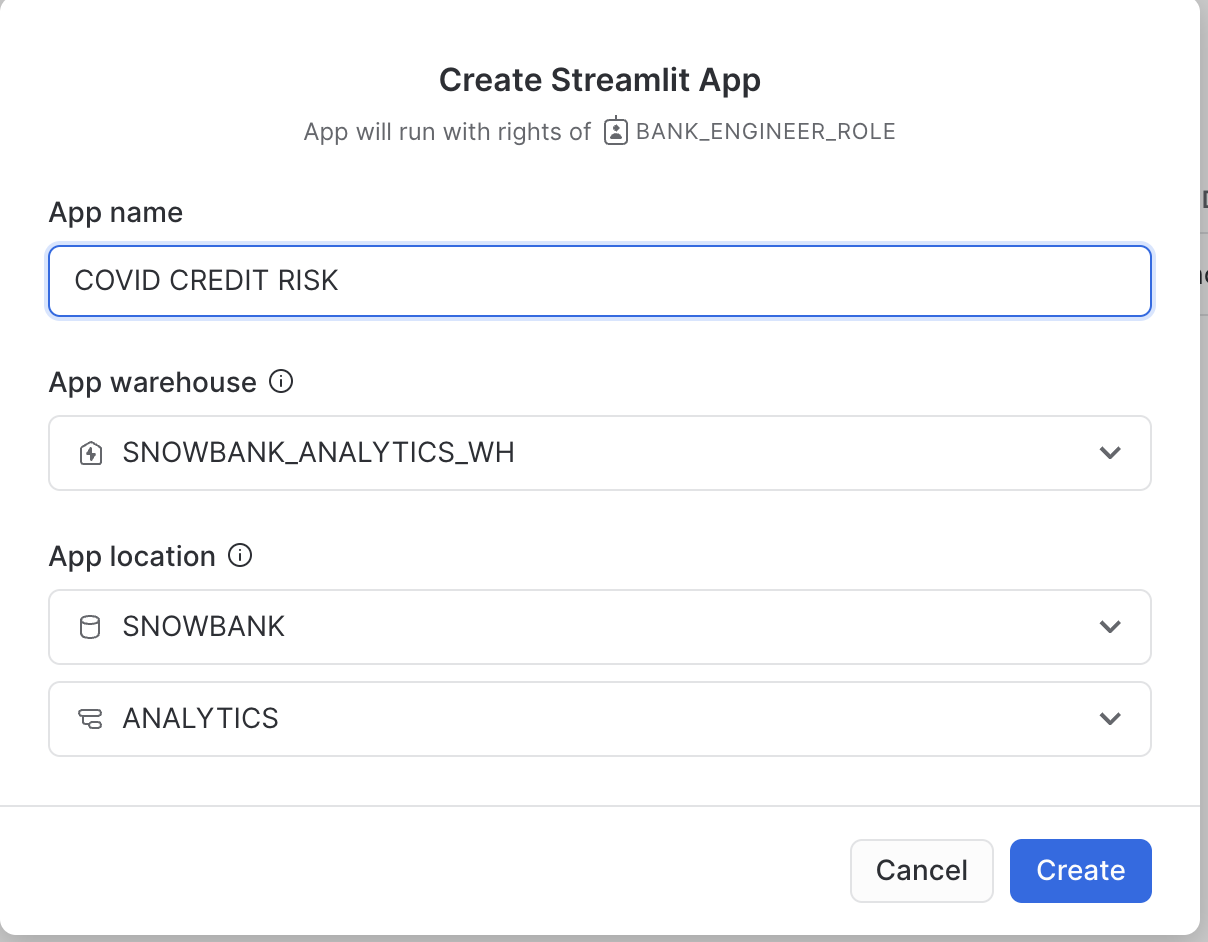 Create Streamlit App
App will run with rights of BANK_ENGINEER_ROLE
App name
COVID CREDIT RISK
App warehouse
SNOWBANK_ANALYTICS_WH
App location
SNOWBANK
ANALYTICS
Cancel
Create